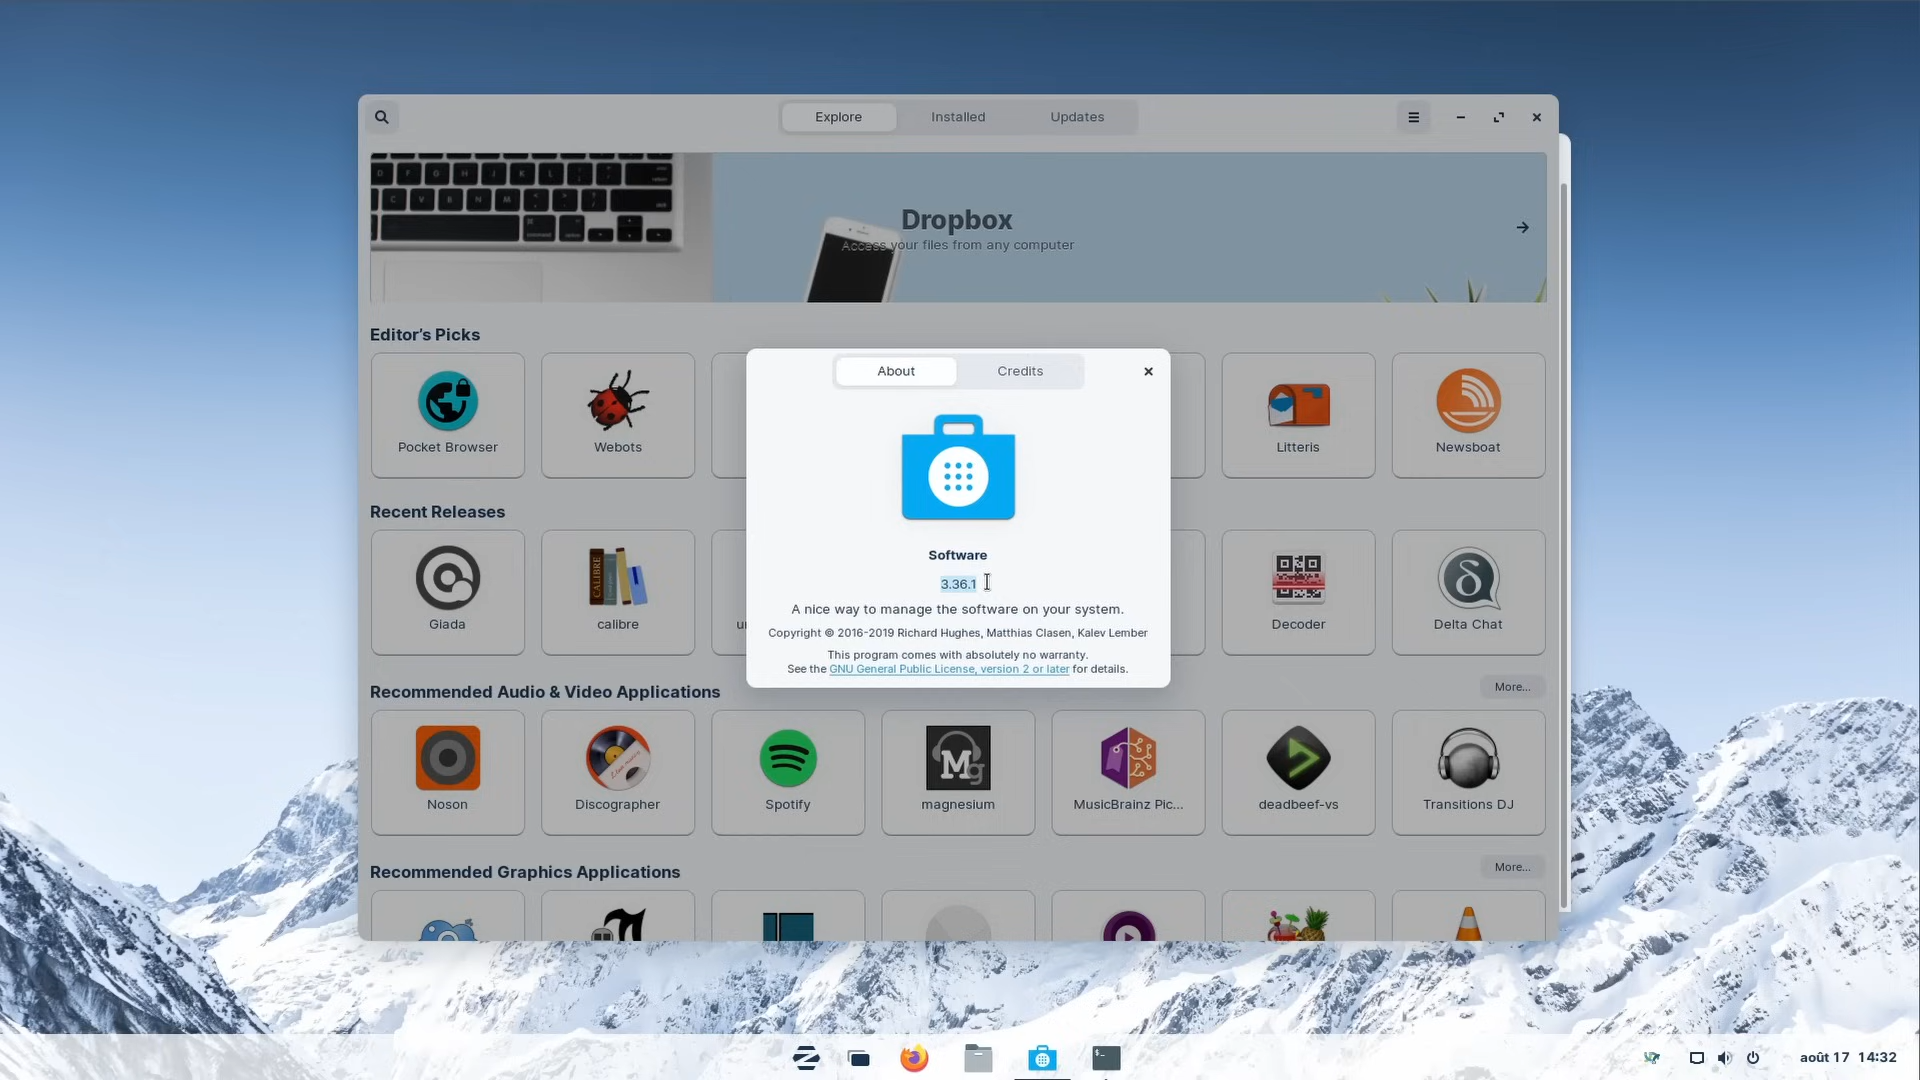 Explore
Installed
Updates
Dropbox
Access your files from any computer
Editor's Picks
Pocket Browser
Webots
Litteris
Newsboat
Recent Releases
Giada
calibre
Decoder
Delta Chat
About
Credits
Software
3.36.1
A nice way to manage the software on your system.
Copyright © 2016-2019 Richard Hughes, Matthias Clasen, Kalev Lember
This program comes with absolutely no warranty.
See the GNU General Public License, version 2 or later for details.
Recommended Audio & Video Applications
More...
Noson
Discographer
Spotify
magnesium
MusicBrainz Pic...
deadbeef-vs
Transitions DJ
Recommended Graphics Applications
More...
août 17 14:32